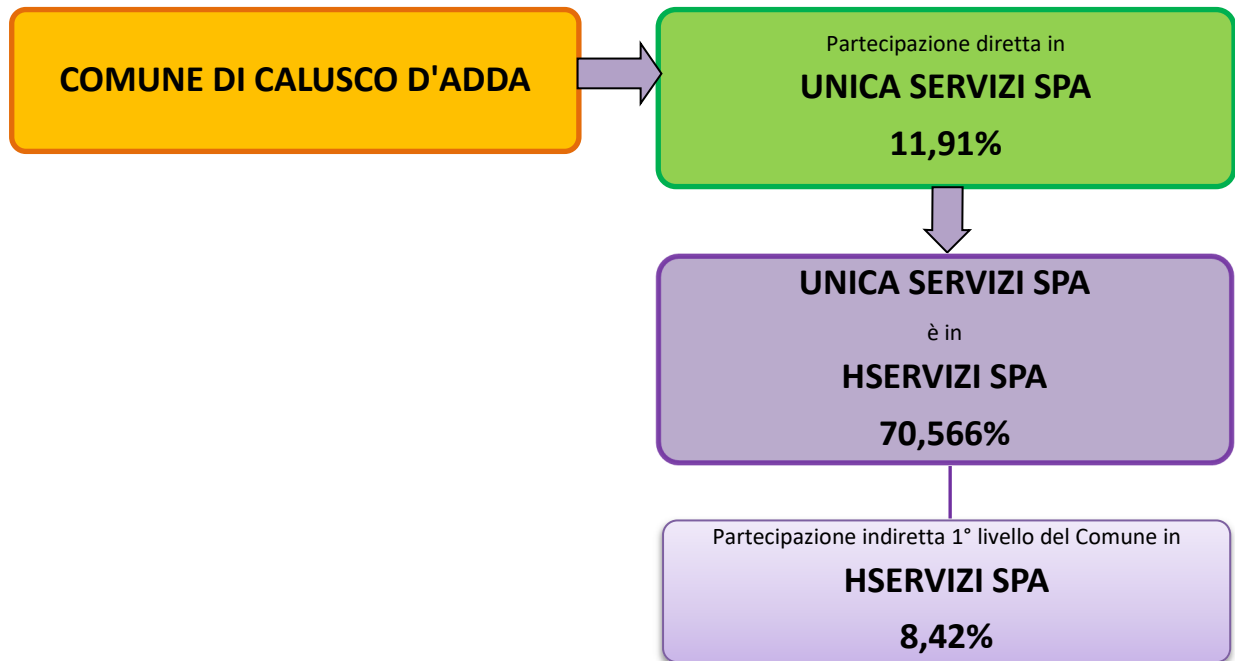 COMUNE DI CALUSCO D'ADDA
Partecipazione diretta in
UNICA SERVIZI SPA
11,91%
UNICA SERVIZI SPA
è in
HSERVIZI SPA
70,566%
Partecipazione indiretta 1° livello del Comune in
HSERVIZI SPA
8,42%